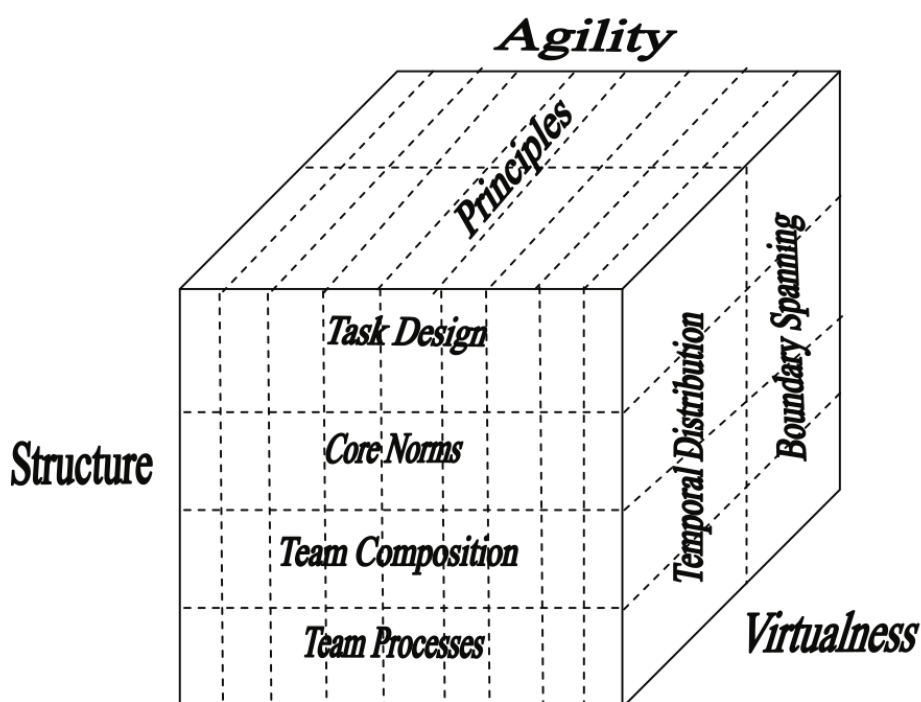 Agility
Principles
Task Design
Core Norms
Structure
Team Composition
Team Processes
Temporal Distribution
Boundary Spanning
Virtualness